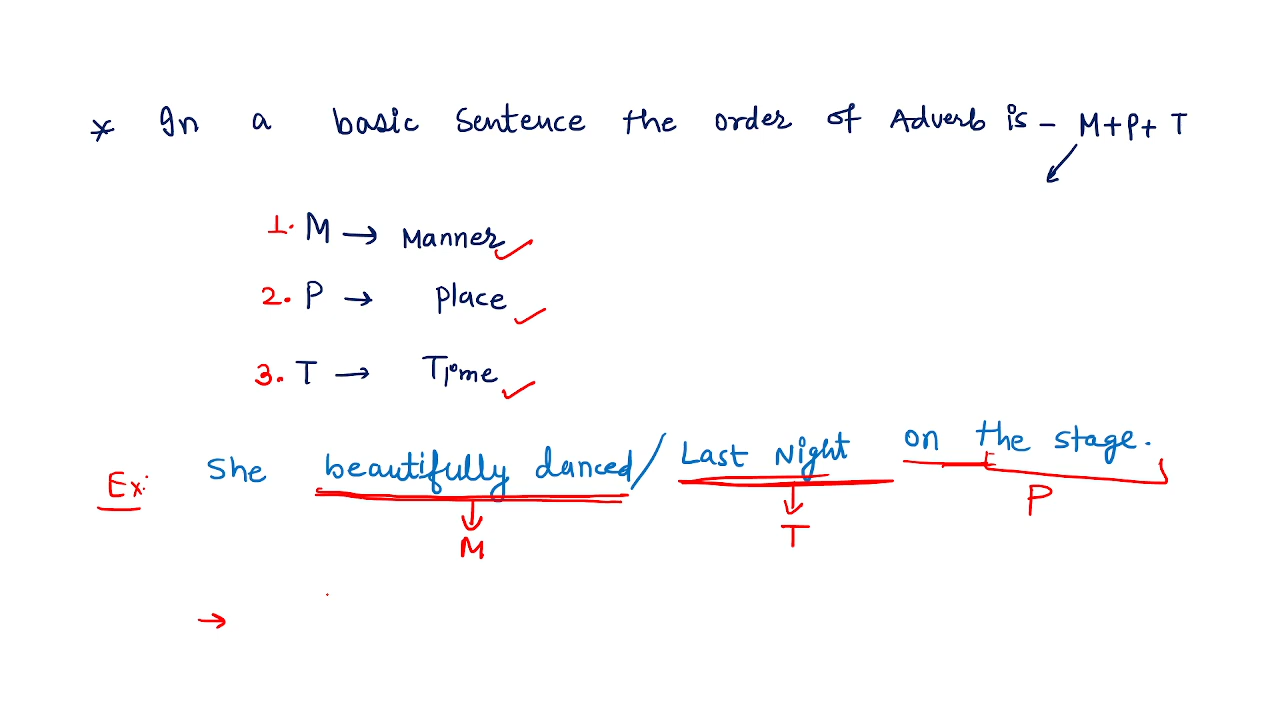 * In a basic Sentence the order of Adverb is - M+P+ T
1. M → Manner ✓
2. P → place ✓
3. T → Time ✓
Ex: She beautifully danced / Last Night on the stage.
M T P
→